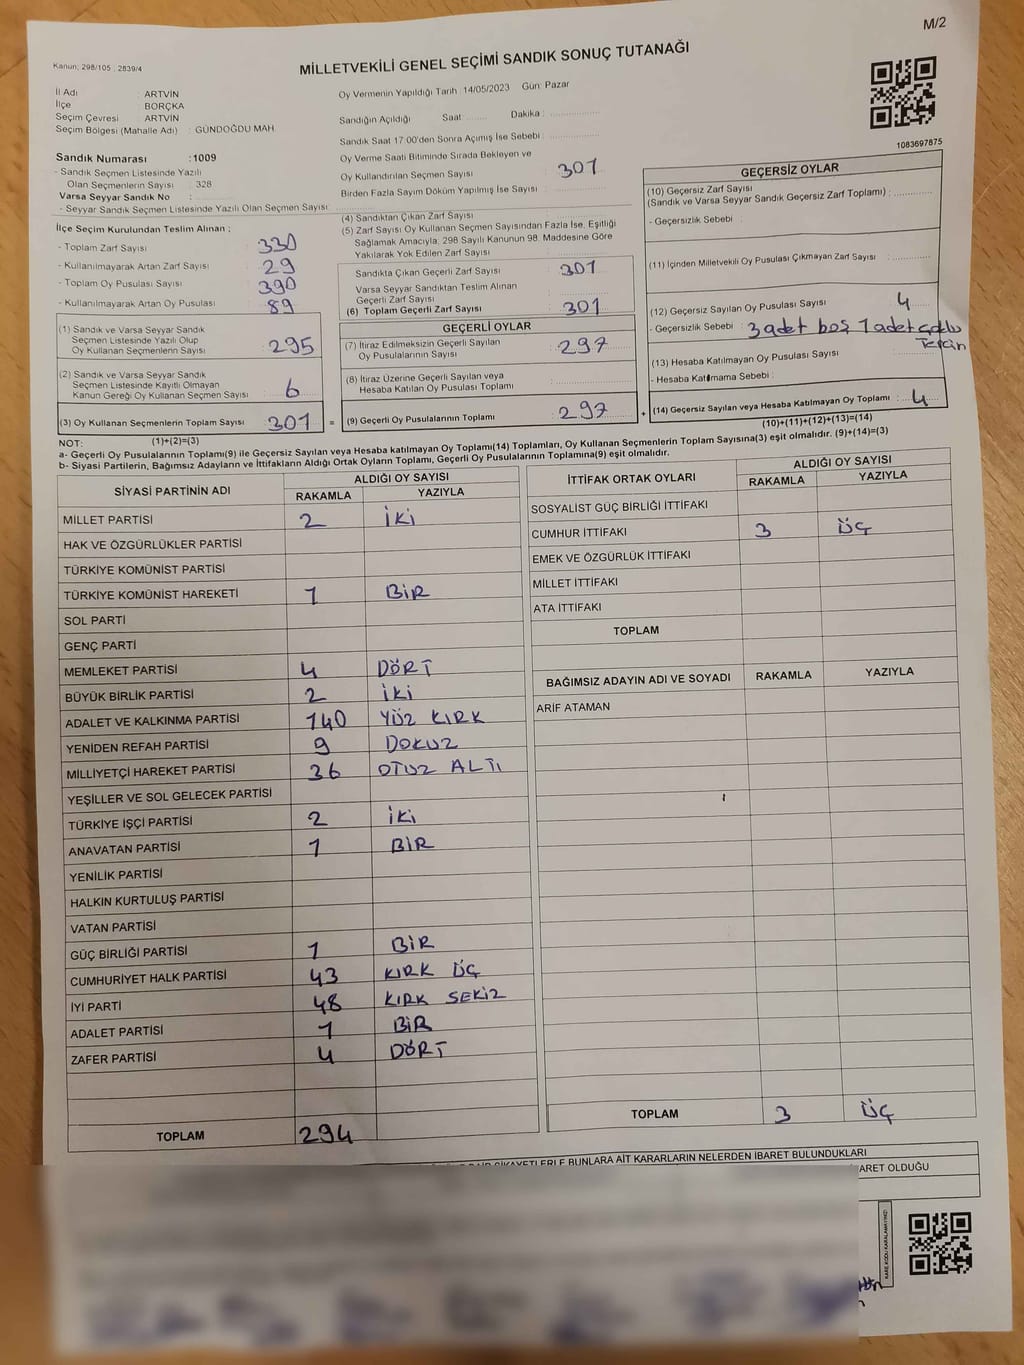 M/2
Kanun; 298/105 ; 2839/4
MİLLETVEKİLİ GENEL SEÇİMİ SANDIK SONUÇ TUTANAĞI
İl Adı : ARTVİN
İlçe BORÇKA
Seçim Çevresi : ARTVİN
Seçim Bölgesi (Mahalle Adı) : GÜNDOĞDU MAH.
Sandık Numarası :1009
- Sandık Seçmen Listesinde Yazılı
Olan Seçmenlerin Sayısı : 328
Varsa Seyyar Sandık No :
- Seyyar Sandık Seçmen Listesinde Yazılı Olan Seçmen Sayısı:
Oy Vermenin Yapıldığı Tarih :14/05/2023 Gün: Pazar
Sandığın Açıldığı Saat : Dakika :
Sandık Saat 17.00'den Sonra Açılmış İse Sebebi :
Oy Verme Saati Bitiminde Sırada Bekleyen ve
Oy Kullandırılan Seçmen Sayısı : 301
Birden Fazla Sayım Döküm Yapılmış İse Sayısı :
1083697875
İlçe Seçim Kurulundan Teslim Alınan ;
- Toplam Zarf Sayısı : 330
- Kullanılmayarak Artan Zarf Sayısı : 29
- Toplam Oy Pusulası Sayısı : 390
- Kullanılmayarak Artan Oy Pusulası : 89
(1) Sandık ve Varsa Seyyar Sandık
Seçmen Listesinde Yazılı Olup
Oy Kullanan Seçmenlerin Sayısı : 295
(2) Sandık ve Varsa Seyyar Sandık
Seçmen Listesinde Kayıtlı Olmayan
Kanun Gereği Oy Kullanan Seçmen Sayısı : 6
(3) Oy Kullanan Seçmenlerin Toplam Sayısı : 301 =
(1)+(2)=(3)
(4) Sandıktan Çıkan Zarf Sayısı
(5) Zarf Sayısı Oy Kullanan Seçmen Sayısından Fazla İse, Eşitliği
Sağlamak Amacıyla, 298 Sayılı Kanunun 98. Maddesine Göre
Yakılarak Yok Edilen Zarf Sayısı :
Sandıkta Çıkan Geçerli Zarf Sayısı : 301
Varsa Seyyar Sandıktan Teslim Alınan
Geçerli Zarf Sayısı :
(6) Toplam Geçerli Zarf Sayısı : 301
GEÇERLİ OYLAR
(7) İtiraz Edilmeksizin Geçerli Sayılan
Oy Pusulalarının Sayısı : 297
(8) İtiraz Üzerine Geçerli Sayılan veya
Hesaba Katılan Oy Pusulası Toplamı :
(9) Geçerli Oy Pusulalarının Toplamı : 297 +
GEÇERSİZ OYLAR
(10) Geçersiz Zarf Sayısı
(Sandık ve Varsa Seyyar Sandık Geçersiz Zarf Toplamı) :
- Geçersizlik Sebebi :
(11) İçinden Milletvekili Oy Pusulası Çıkmayan Zarf Sayısı :
(12) Geçersiz Sayılan Oy Pusulası Sayısı : 4
- Geçersizlik Sebebi : 3 adet boş 1 adet
(13) Hesaba Katılmayan Oy Pusulası Sayısı :
- Hesaba Katılmama Sebebi :
(14) Geçersiz Sayılan veya Hesaba Katılmayan Oy Toplamı : 4
(10)+(11)+(12)+(13)=(14)
NOT:
a- Geçerli Oy Pusulalarının Toplamı(9) ile Geçersiz Sayılan veya Hesaba katılmayan Oy Toplamı(14) Toplamları, Oy Kullanan Seçmenlerin Toplam Sayısına(3) eşit olmalıdır. (9)+(14)=(3)
b- Siyasi Partilerin, Bağımsız Adayların ve İttifakların Aldığı Ortak Oyların Toplamı, Geçerli Oy Pusulalarının Toplamına(9) eşit olmalıdır.
SİYASİ PARTİNİN ADI ALDIĞI OY SAYISI
RAKAMLA YAZIYLA
MİLLET PARTİSİ 2 İKİ
HAK VE ÖZGÜRLÜKLER PARTİSİ
TÜRKİYE KOMÜNİST PARTİSİ
TÜRKİYE KOMÜNİST HAREKETİ 1 BİR
SOL PARTİ
GENÇ PARTİ
MEMLEKET PARTİSİ 4 DÖRT
BÜYÜK BİRLİK PARTİSİ 2 İKİ
ADALET VE KALKINMA PARTİSİ 140 YÜZ KIRK
YENİDEN REFAH PARTİSİ 9 DOKUZ
MİLLİYETÇİ HAREKET PARTİSİ 36 OTUZ ALTI
YEŞİLLER VE SOL GELECEK PARTİSİ
TÜRKİYE İŞÇİ PARTİSİ 2 İKİ
ANAVATAN PARTİSİ 1 BİR
YENİLİK PARTİSİ
HALKIN KURTULUŞ PARTİSİ
VATAN PARTİSİ
GÜÇ BİRLİĞİ PARTİSİ 1 BİR
CUMHURİYET HALK PARTİSİ 43 KIRK ÜÇ
İYİ PARTİ 48 KIRK SEKİZ
ADALET PARTİSİ 1 BİR
ZAFER PARTİSİ 4 DÖRT
TOPLAM 294
İTTİFAK ORTAK OYLARI ALDIĞI OY SAYISI
RAKAMLA YAZIYLA
SOSYALİST GÜÇ BİRLİĞİ İTTİFAKI
CUMHUR İTTİFAKI 3 ÜÇ
EMEK VE ÖZGÜRLÜK İTTİFAKI
MİLLET İTTİFAKI
ATA İTTİFAKI
TOPLAM
BAĞIMSIZ ADAYIN ADI VE SOYADI RAKAMLA YAZIYLA
ARİF ATAMAN
TOPLAM 3 ÜÇ
BUNLARA AİT KARARLARIN NELERDEN İBARET BULUNDUKLARI
OLDUĞU